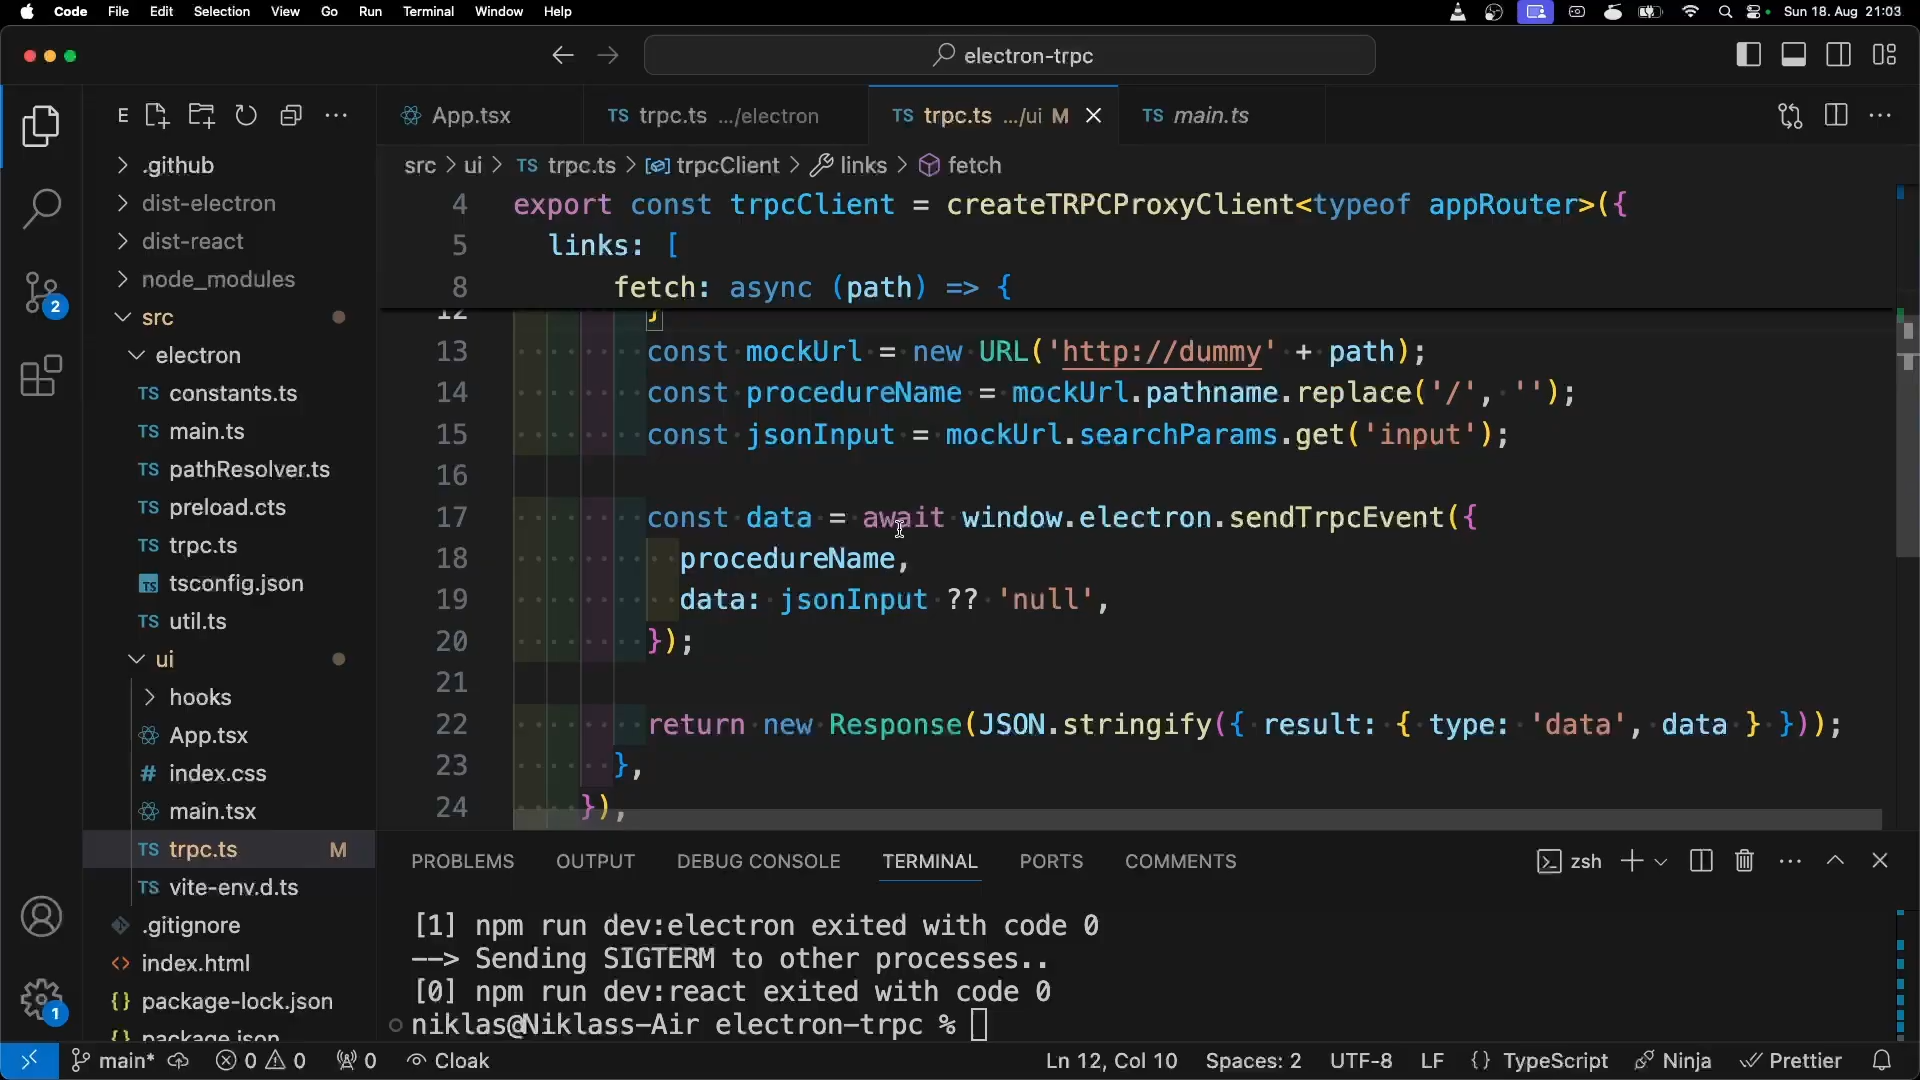 Code File Edit Selection View Go Run Terminal Window Help Sun 18. Aug 21:03
electron-trpc
E
App.tsx
TS trpc.ts .../electron
TS trpc.ts .../ui M
TS main.ts
src > ui > TS trpc.ts > trpcClient > links > fetch
.github
dist-electron
dist-react
node_modules
src
electron
TS constants.ts
TS main.ts
TS pathResolver.ts
TS preload.cts
TS trpc.ts
TS tsconfig.json
TS util.ts
ui
hooks
App.tsx
# index.css
main.tsx
TS trpc.ts M
TS vite-env.d.ts
.gitignore
<> index.html
{} package-lock.json
{} package.json
2
1
4 export const trpcClient = createTRPCProxyClient<typeof appRouter>({
5 links: [
8 fetch: async (path) => {
12 }
13 const mockUrl = new URL('http://dummy' + path);
14 const procedureName = mockUrl.pathname.replace('/', '');
15 const jsonInput = mockUrl.searchParams.get('input');
16
17 const data = await window.electron.sendTrpcEvent({
18 procedureName,
19 data: jsonInput ?? 'null',
20 });
21
22 return new Response(JSON.stringify({ result: { type: 'data', data } }));
23 },
24 }),
PROBLEMS OUTPUT DEBUG CONSOLE TERMINAL PORTS COMMENTS zsh
[1] npm run dev:electron exited with code 0
--> Sending SIGTERM to other processes..
[0] npm run dev:react exited with code 0
niklas@Niklass-Air electron-trpc %
main* 0 0 0 Cloak Ln 12, Col 10 Spaces: 2 UTF-8 LF {} TypeScript Ninja Prettier